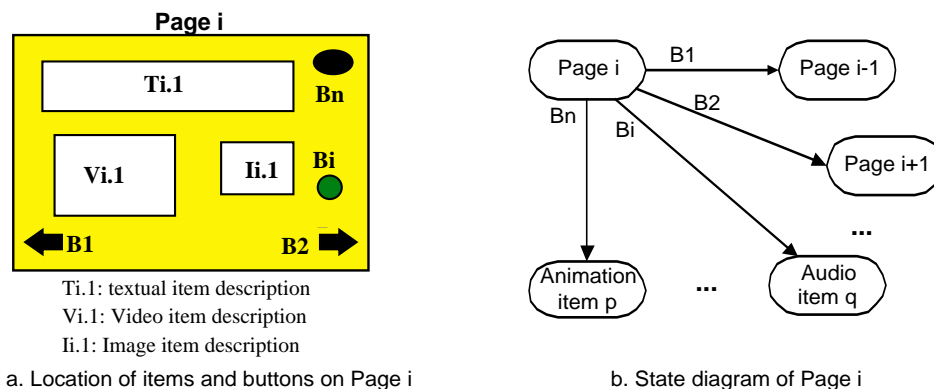 Page i
Ti.1
Bn
Vi.1
Ii.1
Bi
B1
B2
Ti.1: textual item description
Vi.1: Video item description
Ii.1: Image item description
a. Location of items and buttons on Page i
Page i
B1
Page i-1
B2
Bn
Bi
Page i+1
...
Animation
item p
...
Audio
item q
b. State diagram of Page i